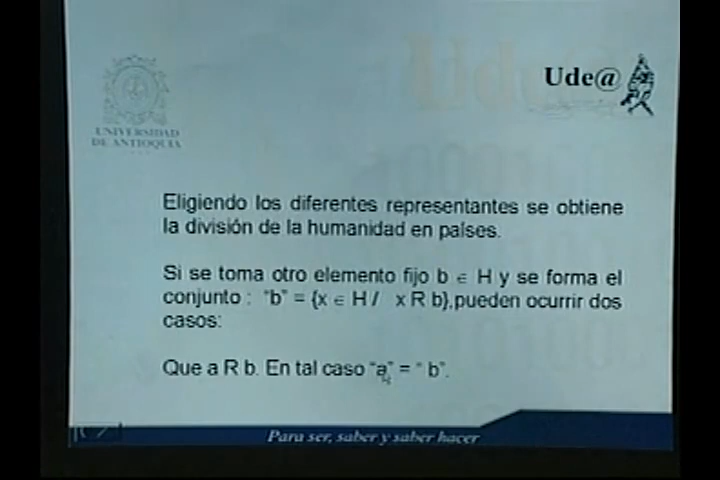 Ude@
UNIVERSIDAD
DE ANTIOQUIA
Eligiendo los diferentes representantes se obtiene
la división de la humanidad en países.
Si se toma otro elemento fijo b ∈ H y se forma el
conjunto : "b" = {x ∈ H / x R b},pueden ocurrir dos
casos:
Que a R b. En tal caso "a" = " b".
Para ser, saber y saber hacer